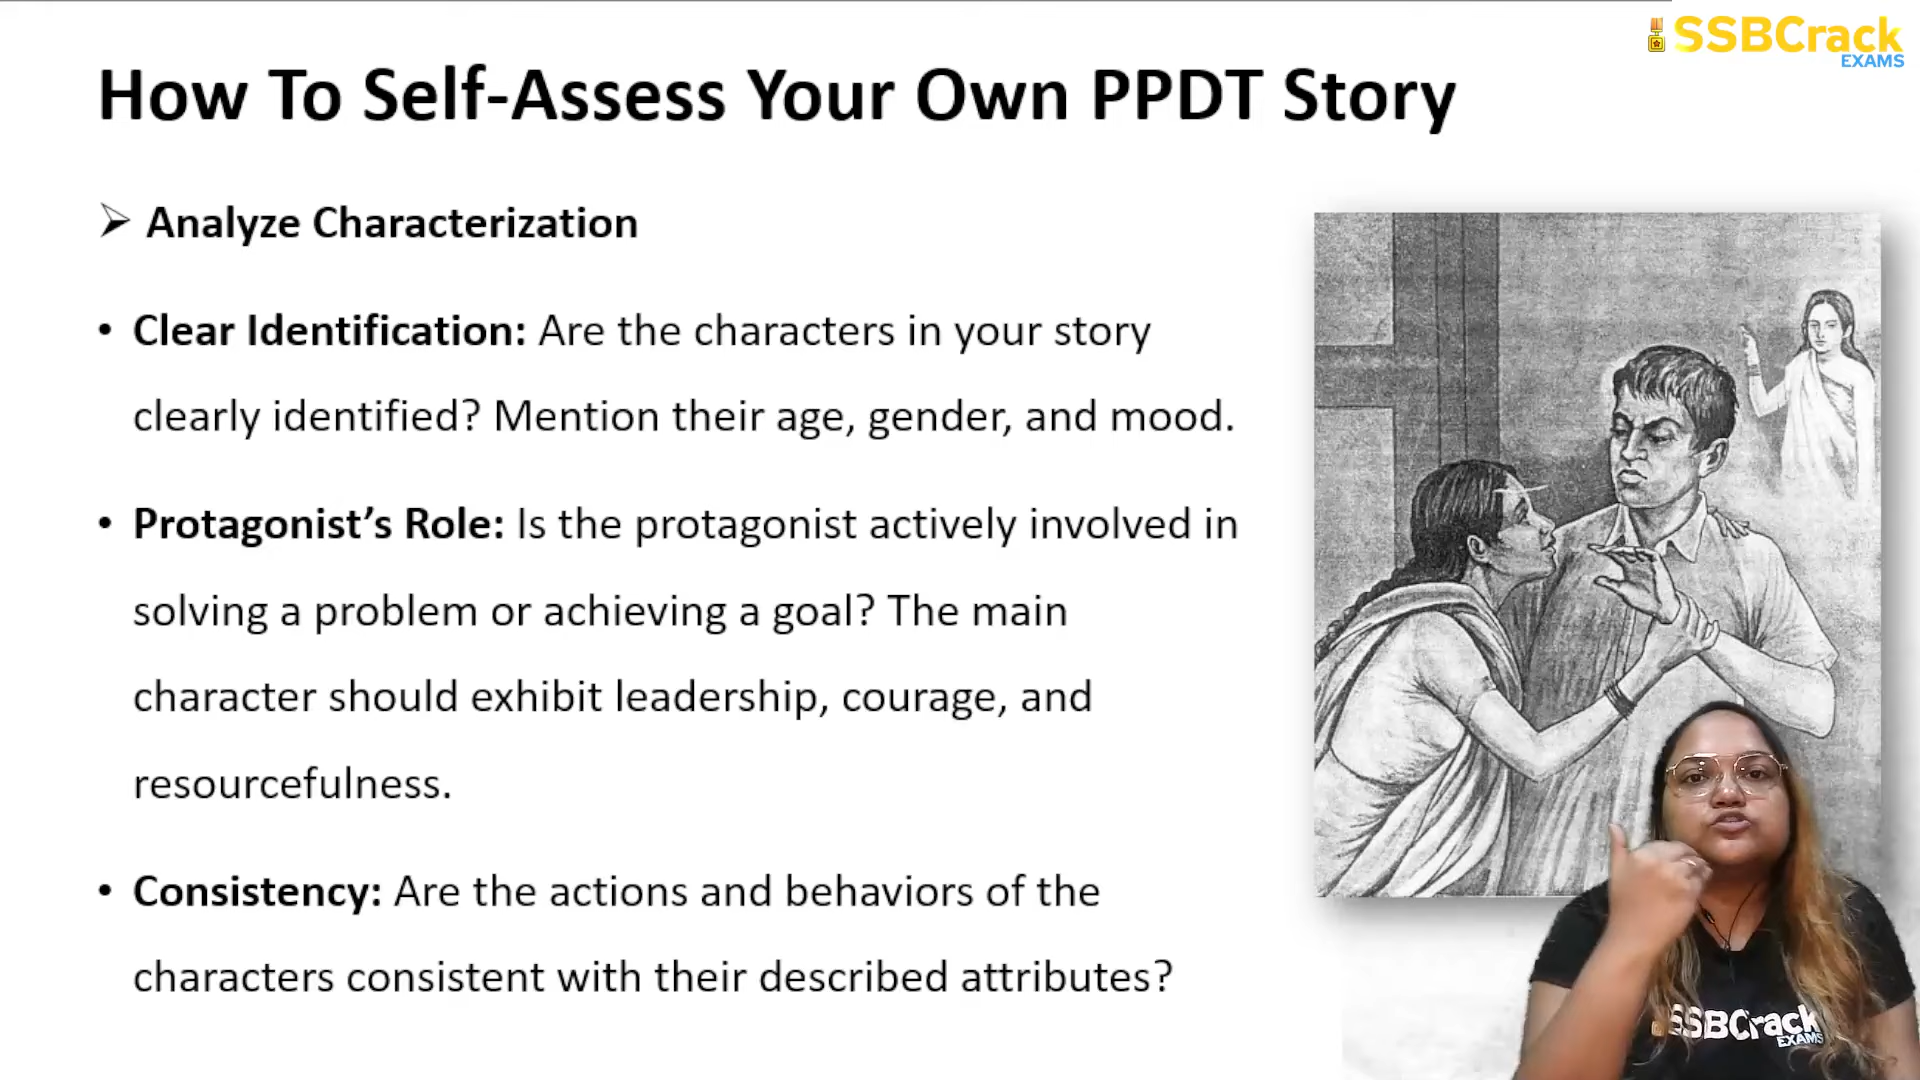 SSBCrack
EXAMS
How To Self-Assess Your Own PPDT Story
Analyze Characterization
• Clear Identification: Are the characters in your story
clearly identified? Mention their age, gender, and mood.
• Protagonist’s Role: Is the protagonist actively involved in
solving a problem or achieving a goal? The main
character should exhibit leadership, courage, and
resourcefulness.
• Consistency: Are the actions and behaviors of the
characters consistent with their described attributes?
SSBCrack
EXAMS